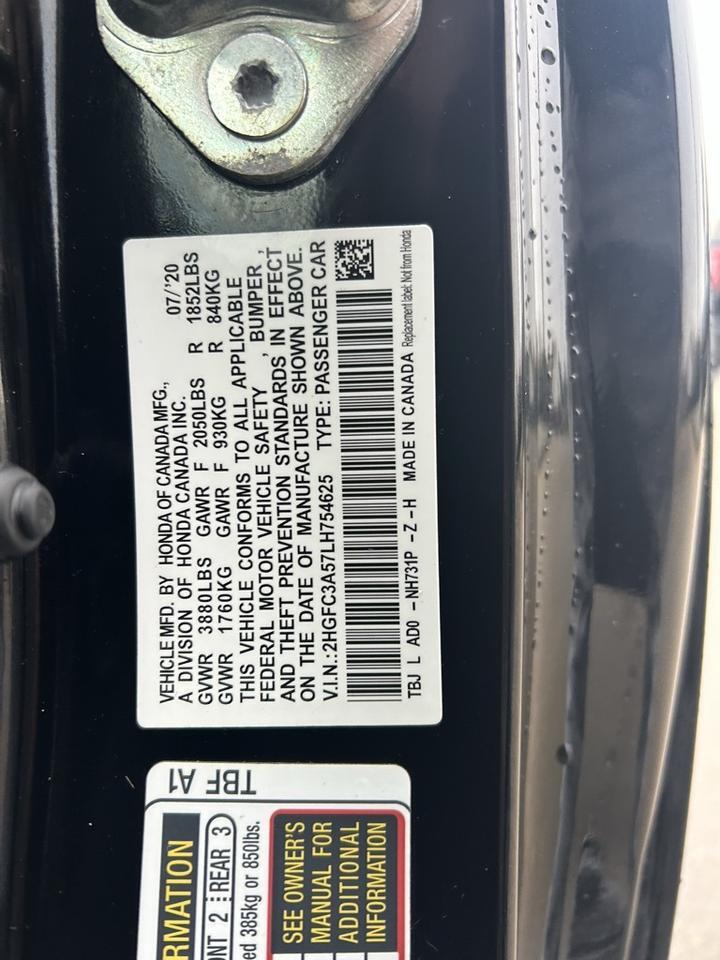 VEHICLE MFD. BY HONDA OF CANADA MFG.,
A DIVISION OF HONDA CANADA INC. 07/'20
GVWR 3880LBS GAWR F 2050LBS R 1852LBS
GVWR 1760KG GAWR F 930KG R 840KG
THIS VEHICLE CONFORMS TO ALL APPLICABLE
FEDERAL MOTOR VEHICLE SAFETY , BUMPER ,
AND THEFT PREVENTION STANDARDS IN EFFECT
ON THE DATE OF MANUFACTURE SHOWN ABOVE.
V.I.N.:2HGFC3A57LH754625 TYPE: PASSENGER CAR
TBJ L AD0 -NH731P -Z-H MADE IN CANADA Replacement label: Not from Honda
TBF A1
RMATION
ONT 2 REAR 3
ed 385kg or 850lbs.
SEE OWNER'S
MANUAL FOR
ADDITIONAL
INFORMATION